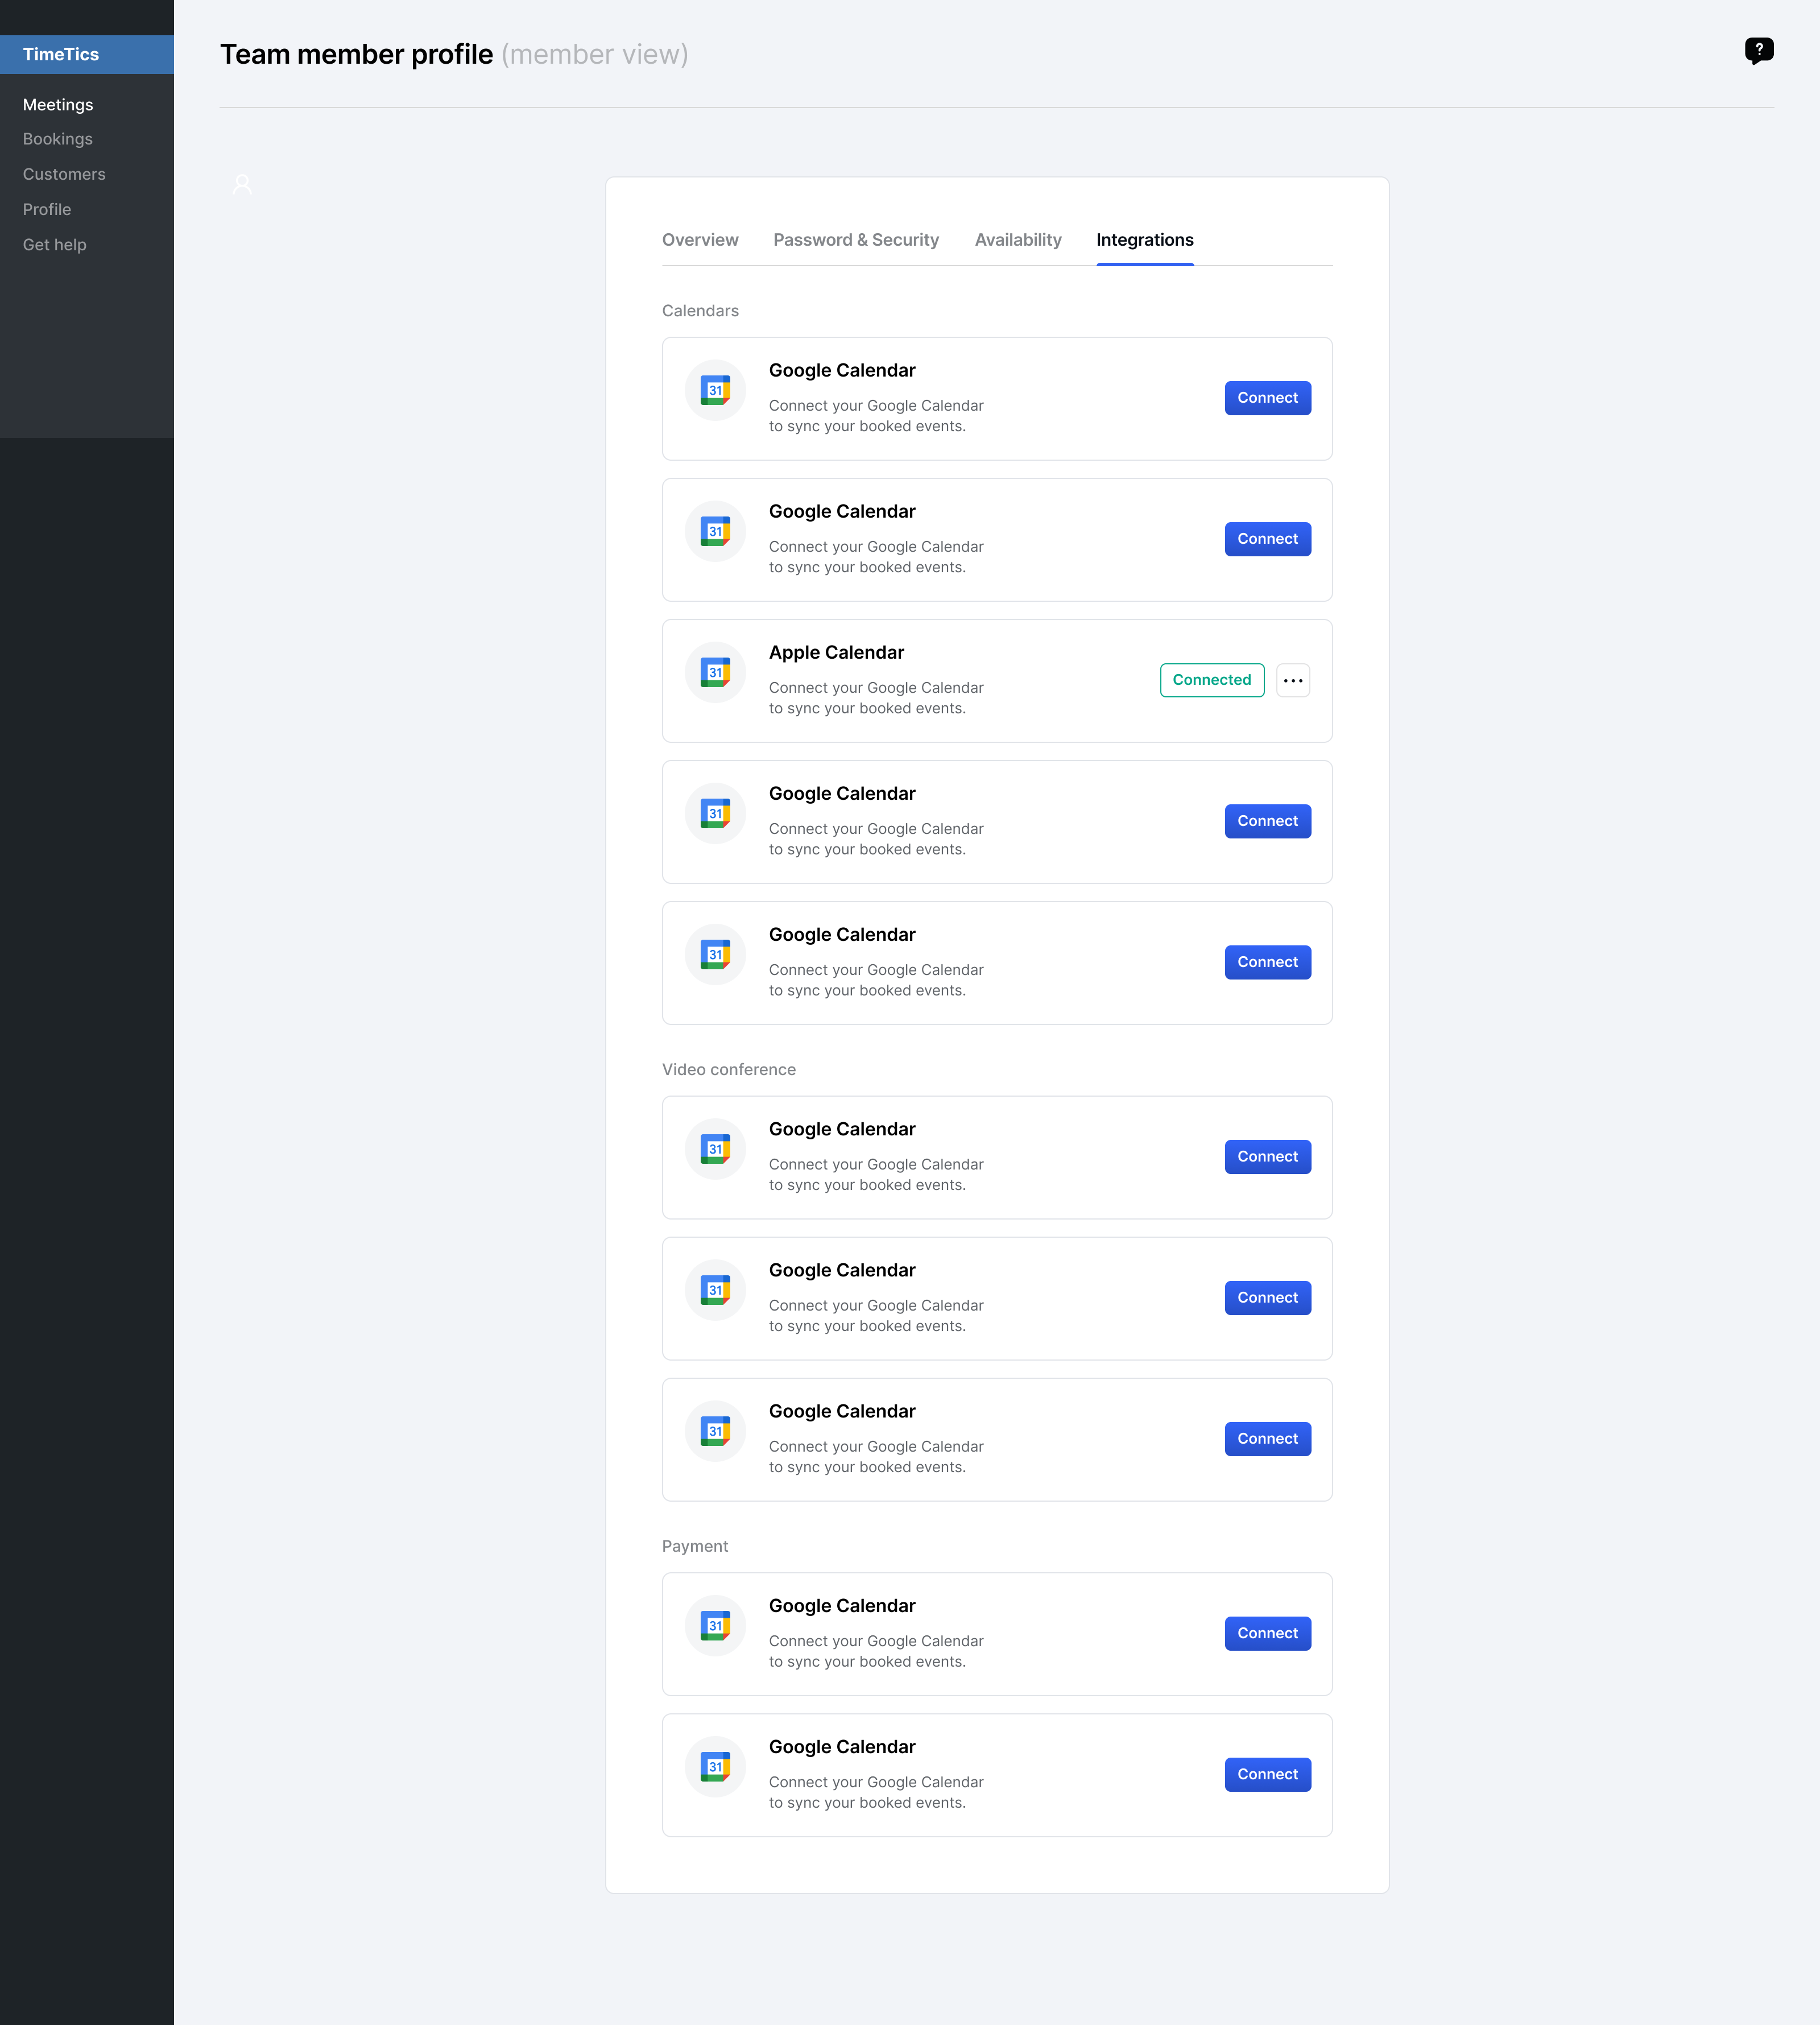 TimeTics
Meetings
Bookings
Customers
Profile
Get help
Team member profile (member view)
?
Overview Password & Security Availability Integrations
Calendars
31
Google Calendar
Connect your Google Calendar
to sync your booked events.
Connect
31
Google Calendar
Connect your Google Calendar
to sync your booked events.
Connect
31
Apple Calendar
Connect your Google Calendar
to sync your booked events.
Connected
31
Google Calendar
Connect your Google Calendar
to sync your booked events.
Connect
31
Google Calendar
Connect your Google Calendar
to sync your booked events.
Connect
Video conference
31
Google Calendar
Connect your Google Calendar
to sync your booked events.
Connect
31
Google Calendar
Connect your Google Calendar
to sync your booked events.
Connect
31
Google Calendar
Connect your Google Calendar
to sync your booked events.
Connect
Payment
31
Google Calendar
Connect your Google Calendar
to sync your booked events.
Connect
31
Google Calendar
Connect your Google Calendar
to sync your booked events.
Connect